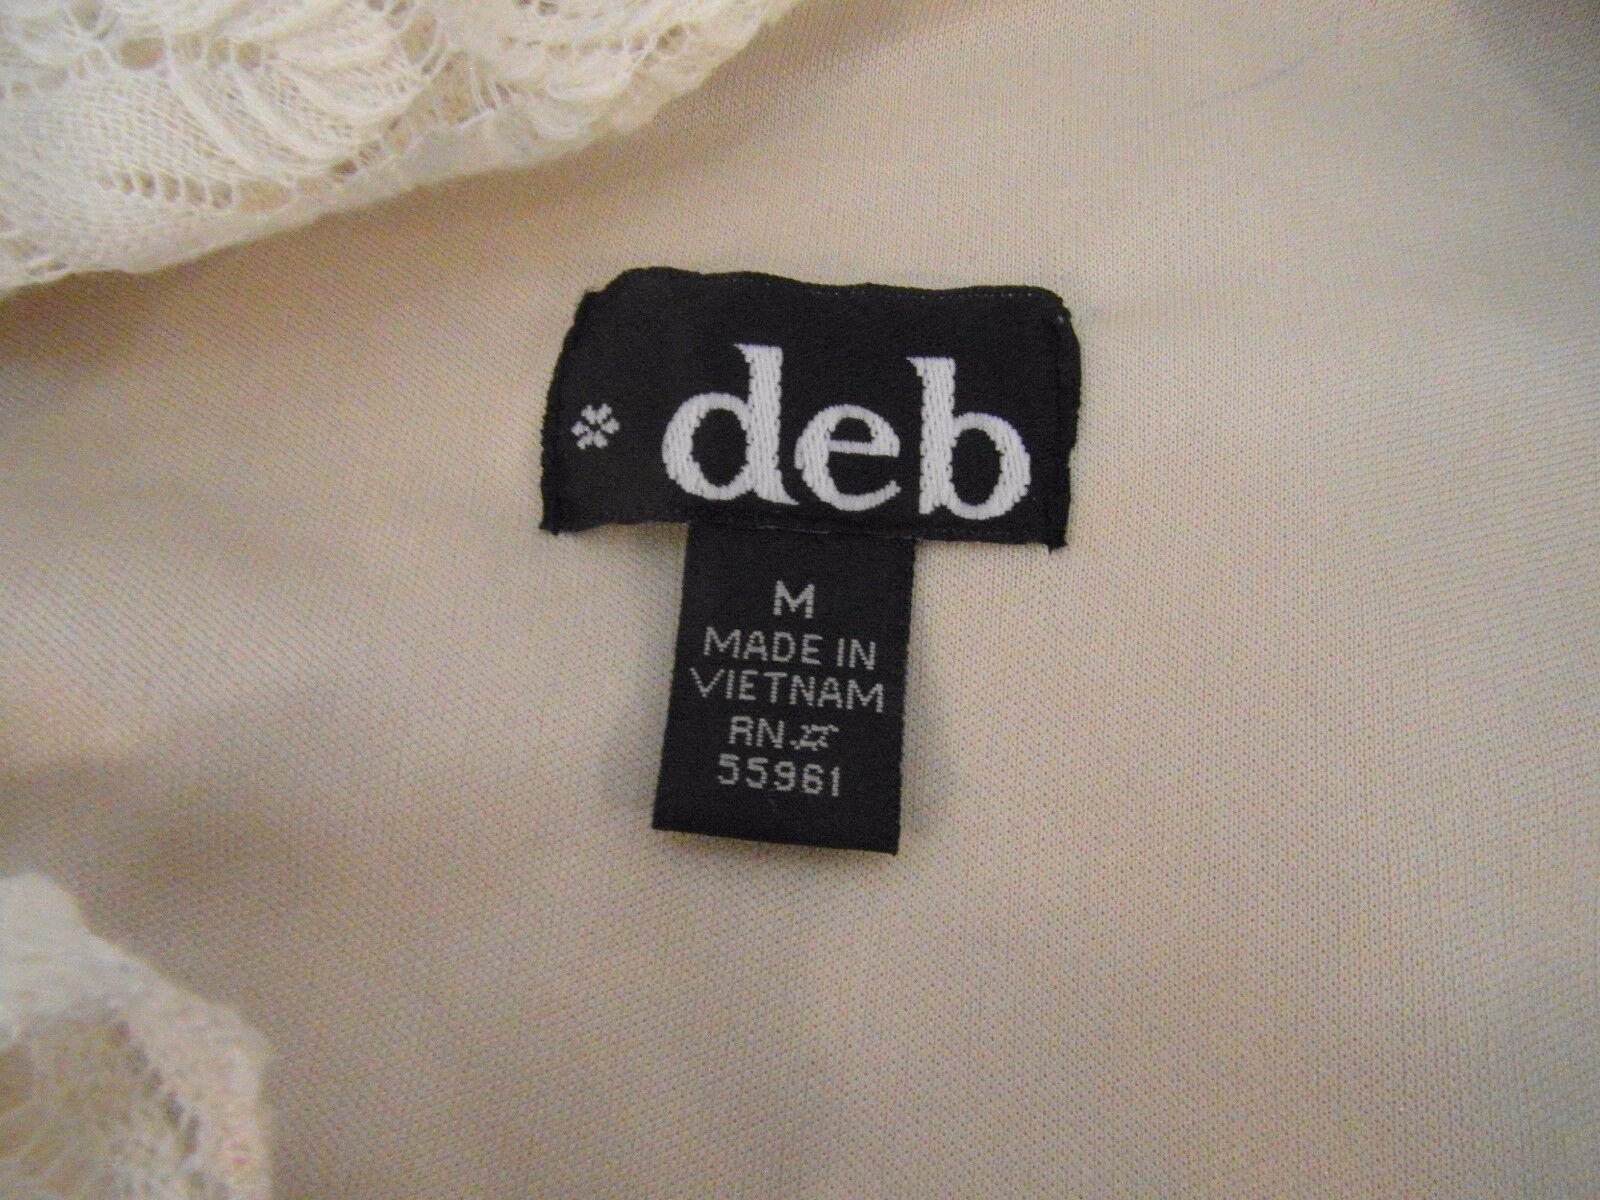 * deb
M
MADE IN
VIETNAM
RN#
55961